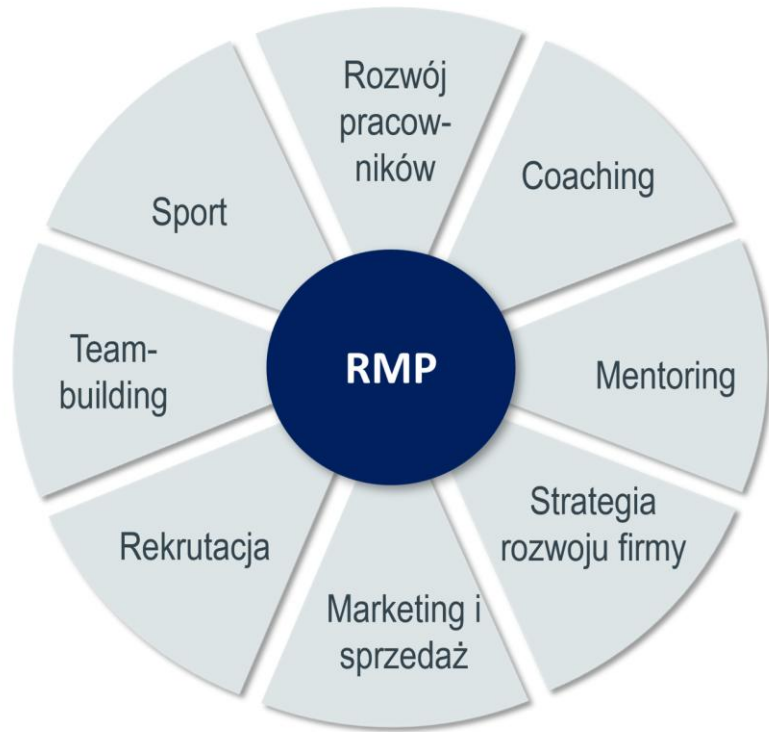 Rozwój
pracow-
ników
Coaching
Mentoring
Strategia
rozwoju firmy
Marketing i
sprzedaż
Rekrutacja
Team-
building
Sport
RMP